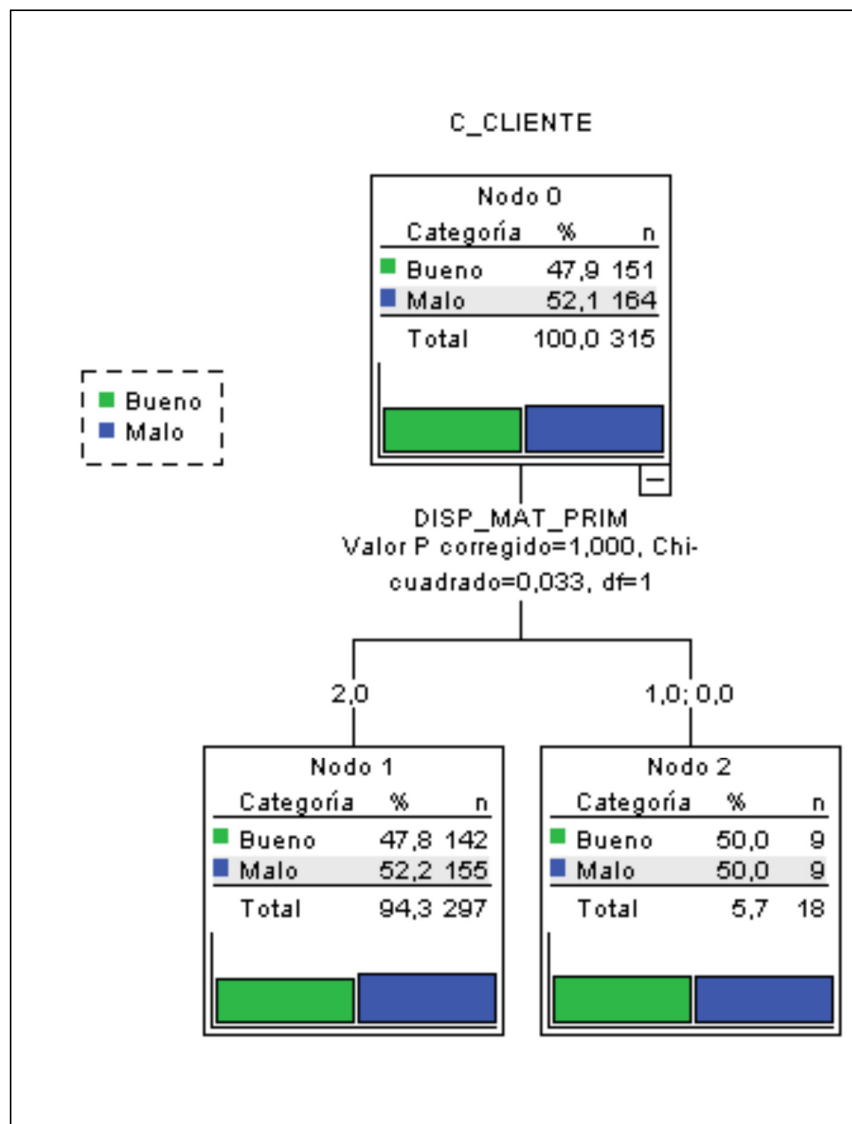 C_CLIENTE
Nodo 0
Categoría % n
Bueno 47,9 151
Malo 52,1 164
Total 100,0 315
Bueno
Malo
DISP_MAT_PRIM
Valor P corregido=1,000, Chi-
cuadrado=0,033, df=1
2,0
1,0; 0,0
Nodo 1
Categoría % n
Bueno 47,8 142
Malo 52,2 155
Total 94,3 297
Nodo 2
Categoría % n
Bueno 50,0 9
Malo 50,0 9
Total 5,7 18